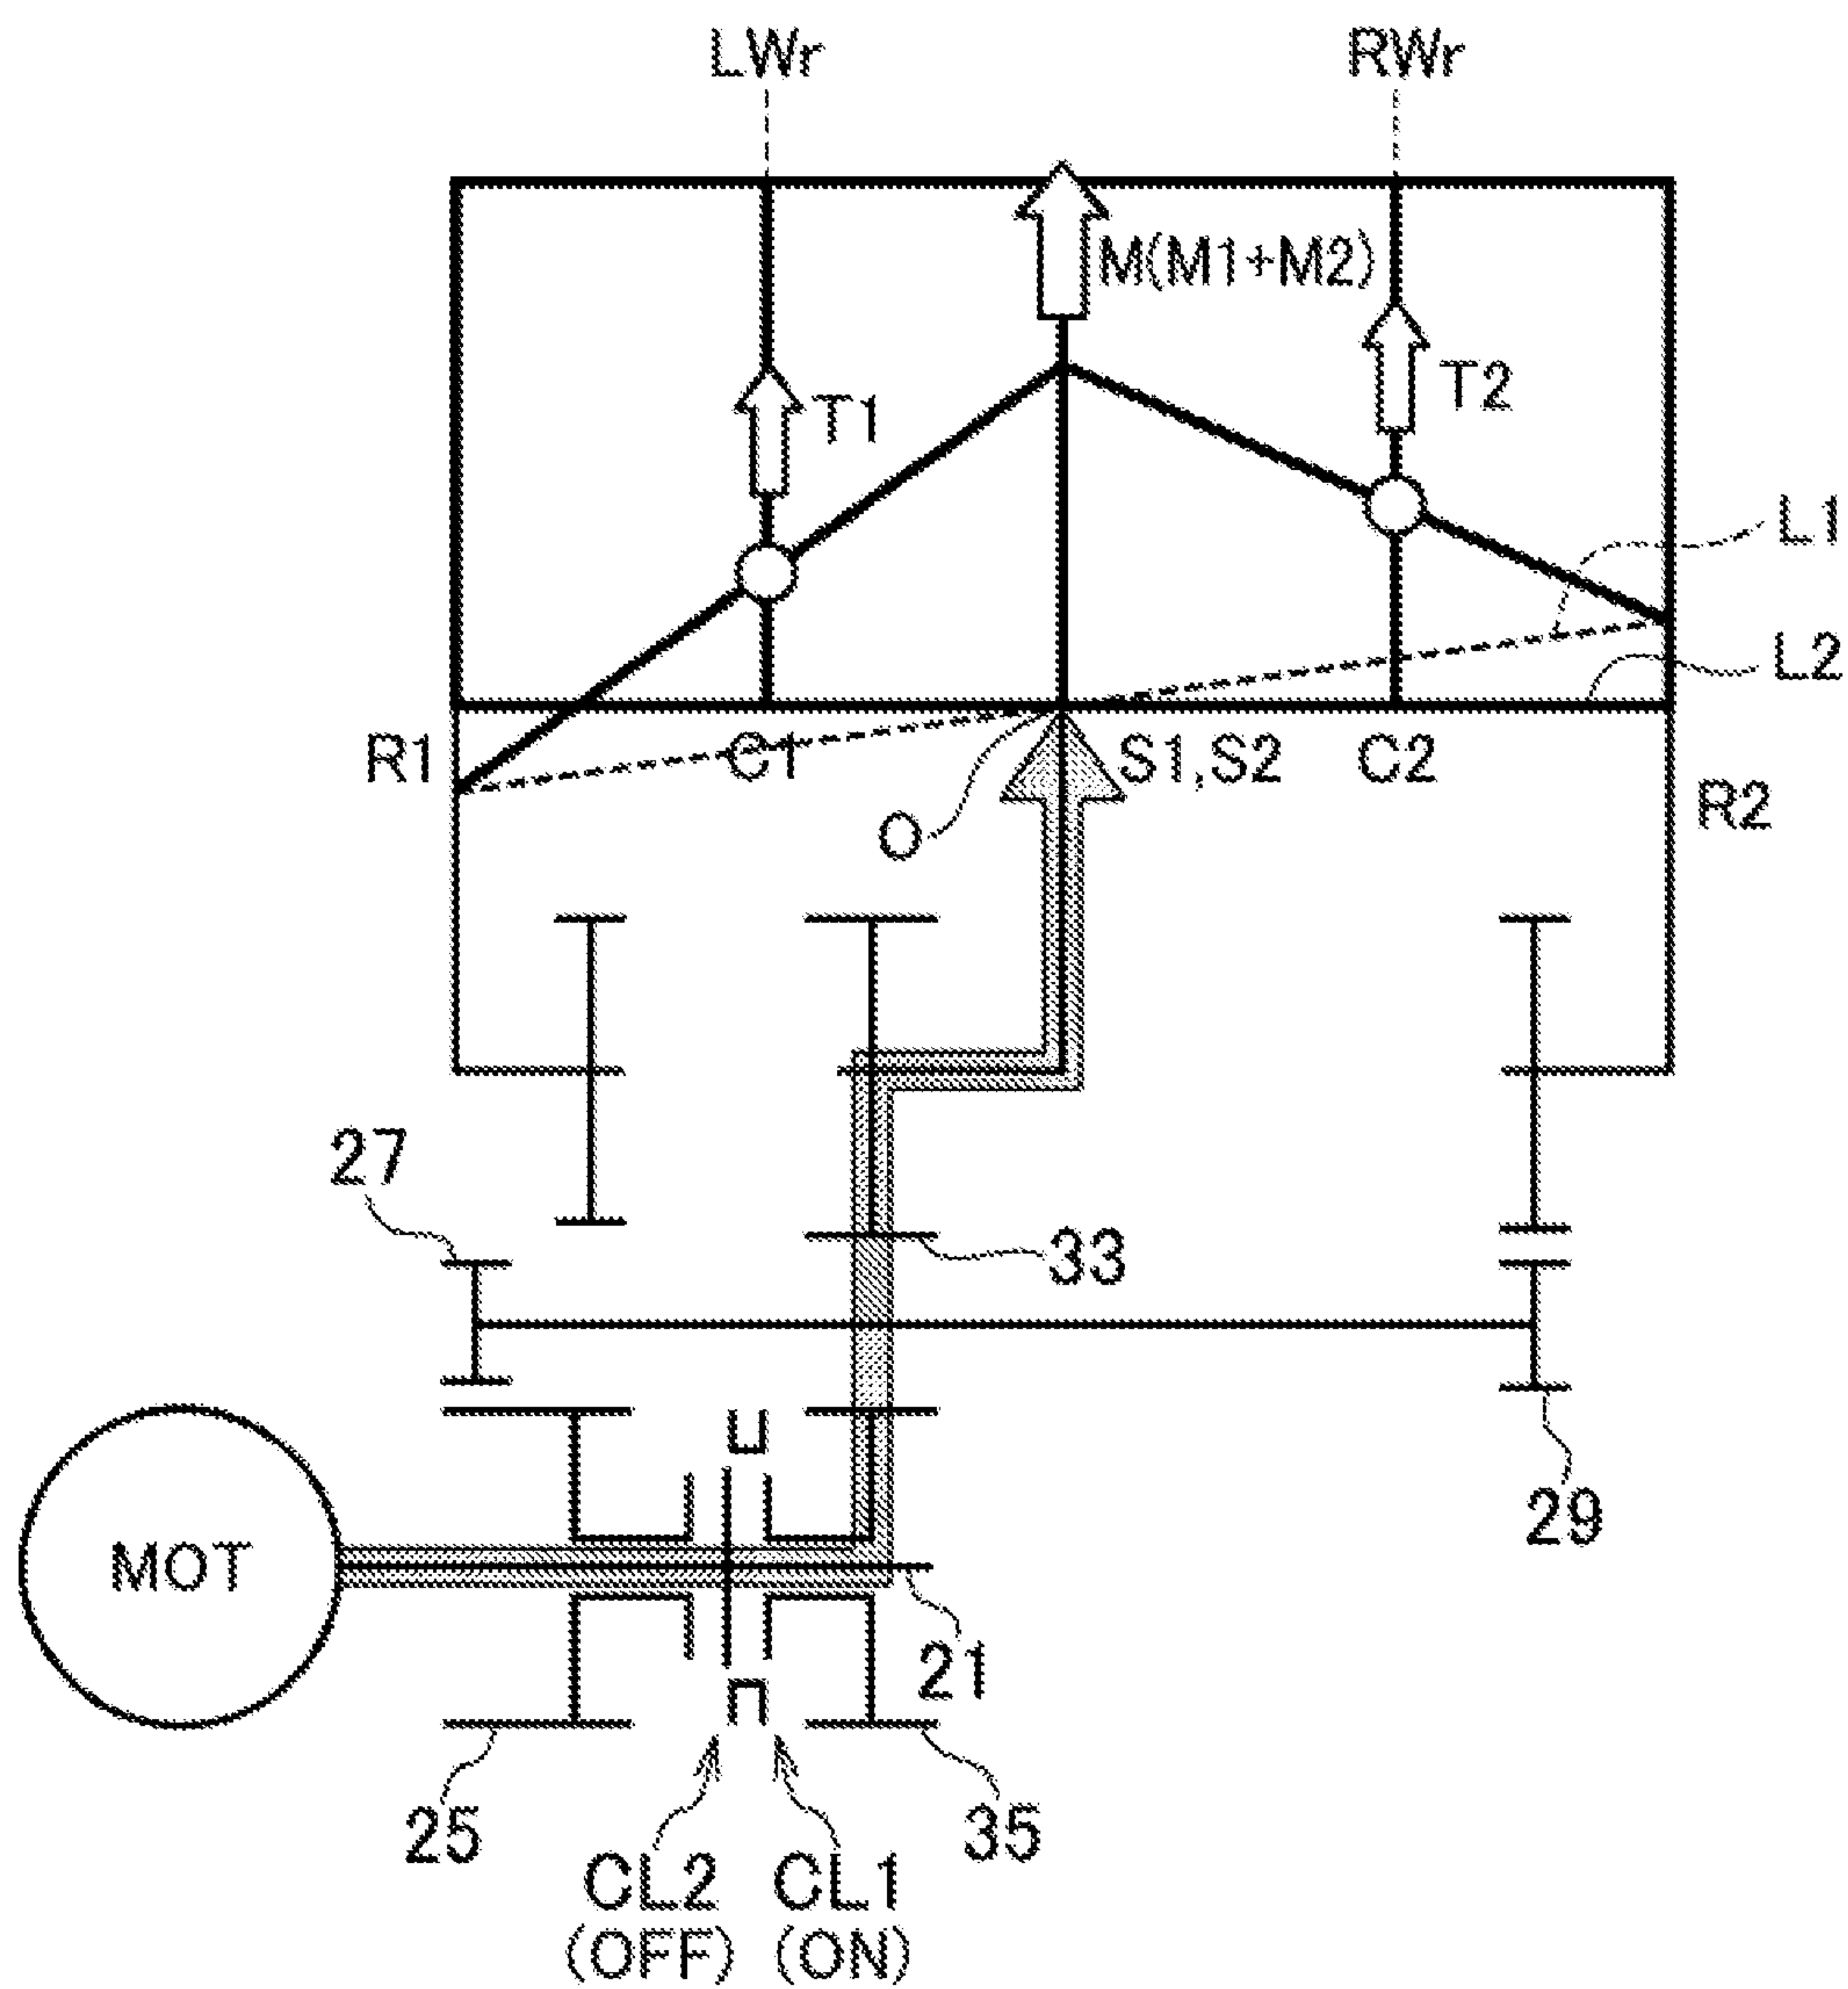 LWr
RWr
M(M1+M2)
T1
T2
L1
L2
R1
C1
S1,S2
C2
R2
O
27
33
29
MOT
21
25
35
CL2
CL1
(OFF)
(ON)